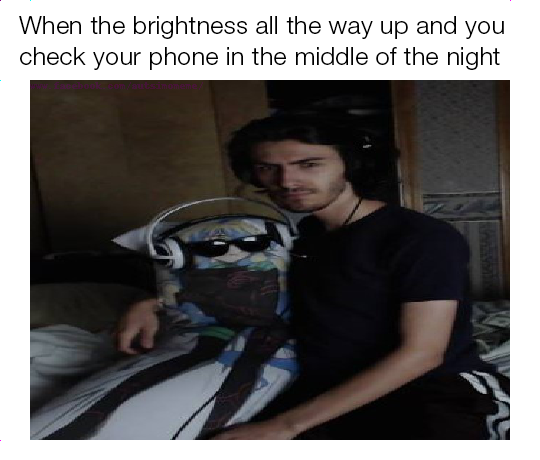 When the brightness all the way up and you
check your phone in the middle of the night